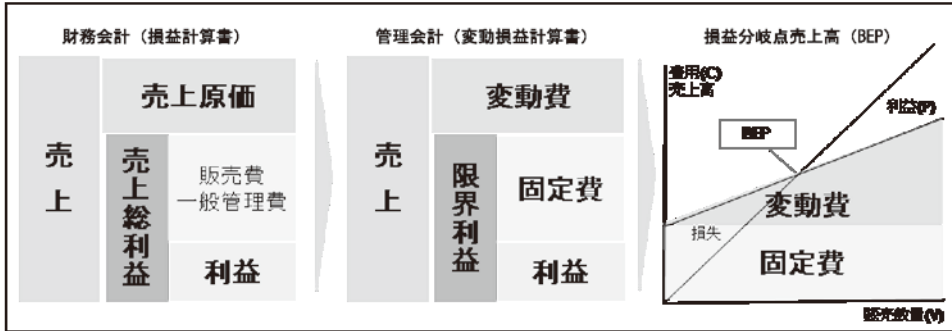 財務会計（損益計算書）
売上
売上原価
売上総利益
販売費
一般管理費
利益
管理会計（変動損益計算書）
売上
変動費
限界利益
固定費
利益
損益分岐点売上高（BEP）
費用(C)
売上高
利益(P)
BEP
変動費
損失
固定費
販売数量(V)